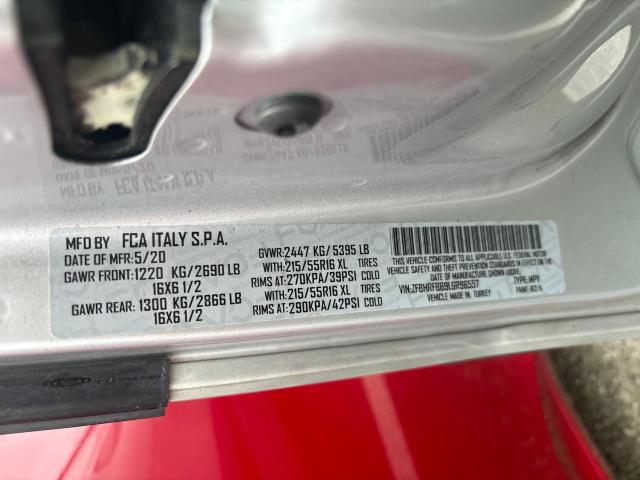 MFD BY FCA ITALY S.P.A.
DATE OF MFR: 5/20 GVWR: 2447 KG/ 5395 LB
GAWR FRONT: 1220 KG/2690 LB WITH: 215/55R16 XL TIRES
16X6 1/2 RIMS AT: 270KPA/39PSI COLD
GAWR REAR: 1300 KG/2866 LB WITH: 215/55R16 XL TIRES
16X6 1/2 RIMS AT: 290KPA/42PSI COLD
THIS VEHICLE CONFORMS TO ALL APPLICABLE
U.S.A. FEDERAL MOTOR VEHICLE SAFETY
STANDARDS IN EFFECT ON THE DATE OF
MANUFACTURE SHOWN ABOVE.
VIN: ZFBHRFBB9L6R96557 TYPE: MPV
VEHICLE MADE IN: TURKEY PAINT: